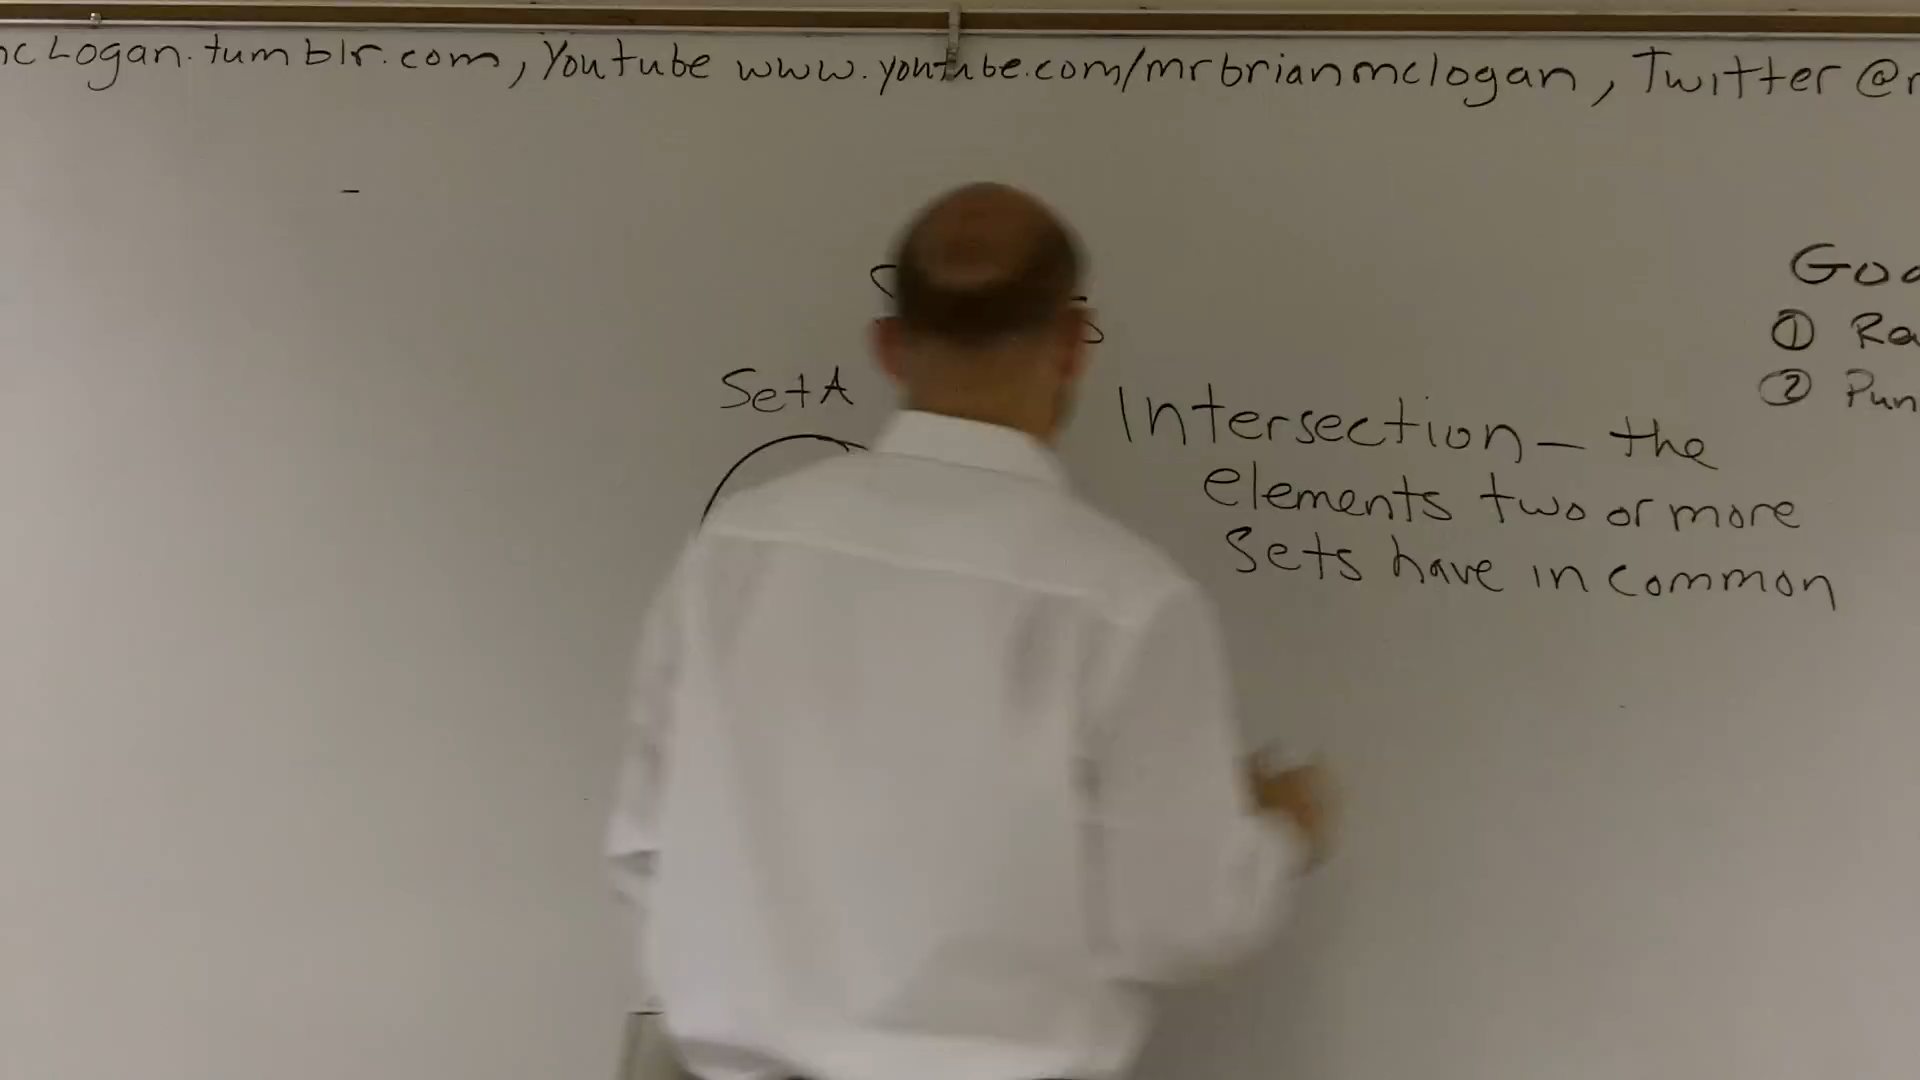 Logan.tumblr.com, Youtube www.youtube.com/mrbrianmclogan, Twitter
Set A
Intersection - the
elements two or more
Sets have in common
①
②